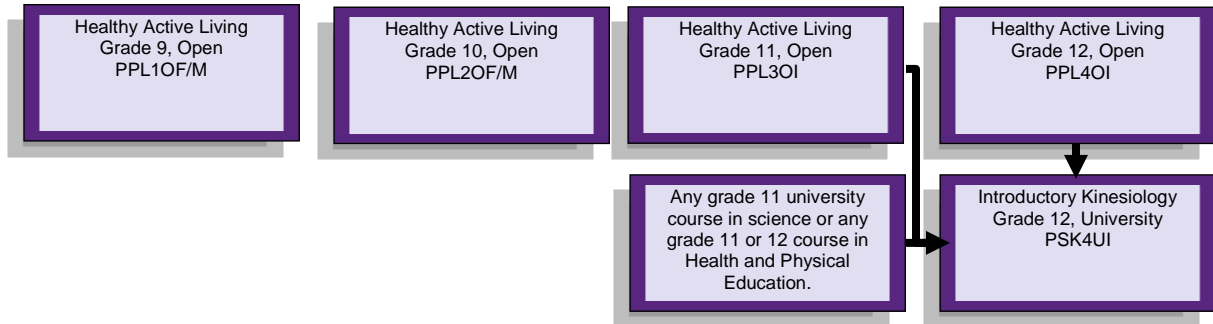 Healthy Active Living
Grade 9, Open
PPL1OF/M
Healthy Active Living
Grade 10, Open
PPL2OF/M
Healthy Active Living
Grade 11, Open
PPL3OI
Healthy Active Living
Grade 12, Open
PPL4OI
Any grade 11 university
course in science or any
grade 11 or 12 course in
Health and Physical
Education.
Introductory Kinesiology
Grade 12, University
PSK4UI